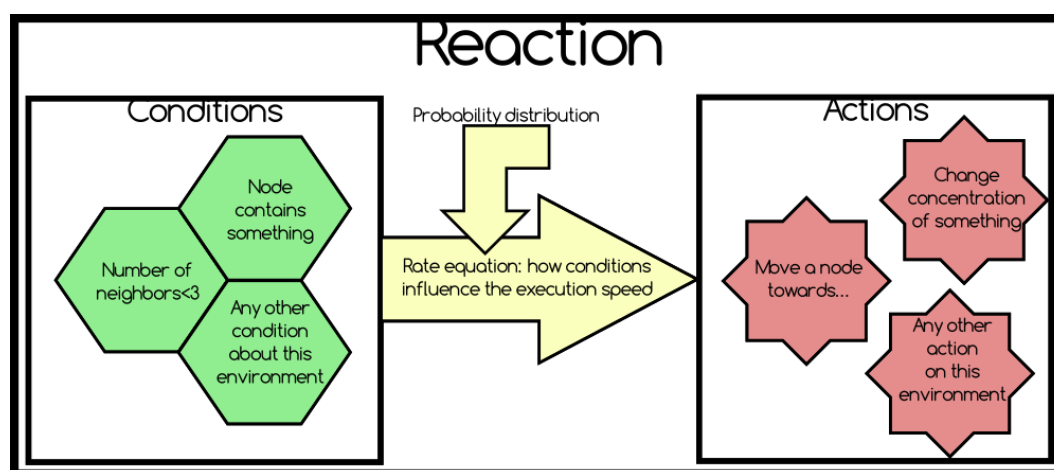 Reaction
Conditions
Node
contains
something
Number of
neighbors<3
Any other
condition
about this
environment
Probability distribution
Rate equation: how conditions
influence the execution speed
Actions
Change
concentration
of something
Move a node
towards...
Any other
action
on this
environment